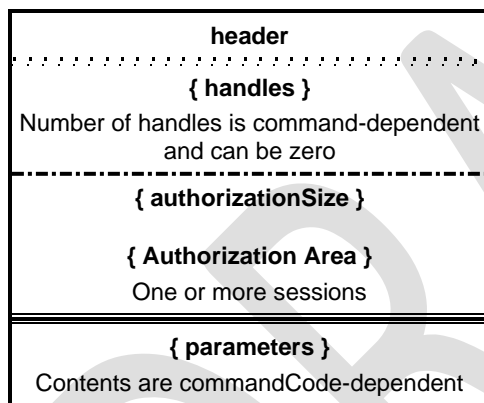 header
{ handles }
Number of handles is command-dependent
and can be zero
{ authorizationSize }
{ Authorization Area }
One or more sessions
{ parameters }
Contents are commandCode-dependent